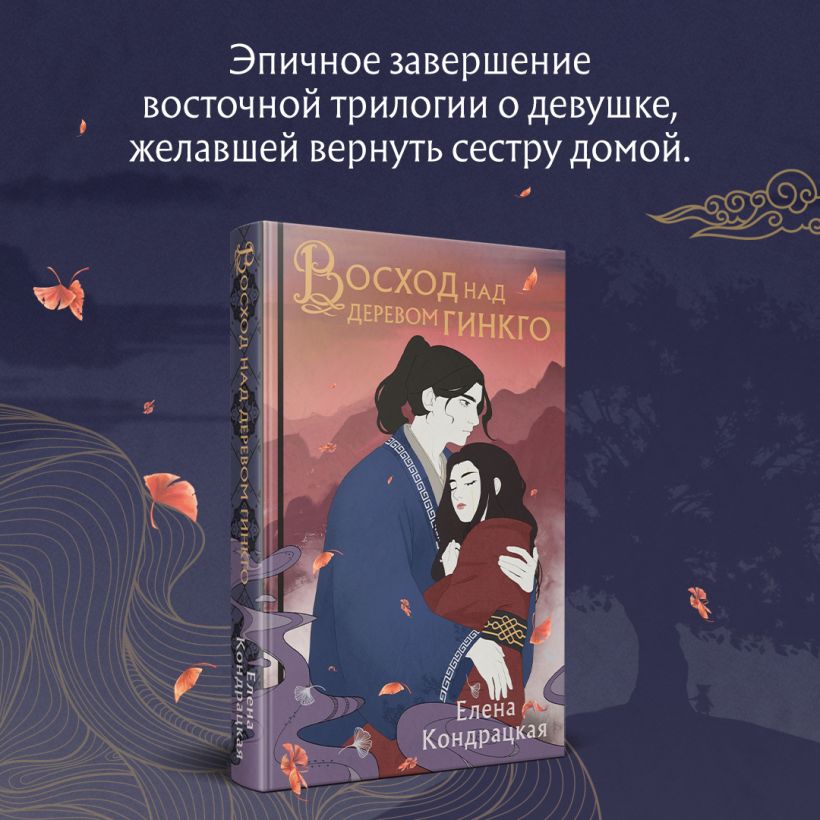 Эпичное завершение
восточной трилогии о девушке,
желавшей вернуть сестру домой.
Восход над
деревом гинкго
Елена
Кондрацкая
Восход над деревом гинкго
Елена
Кондрацкая